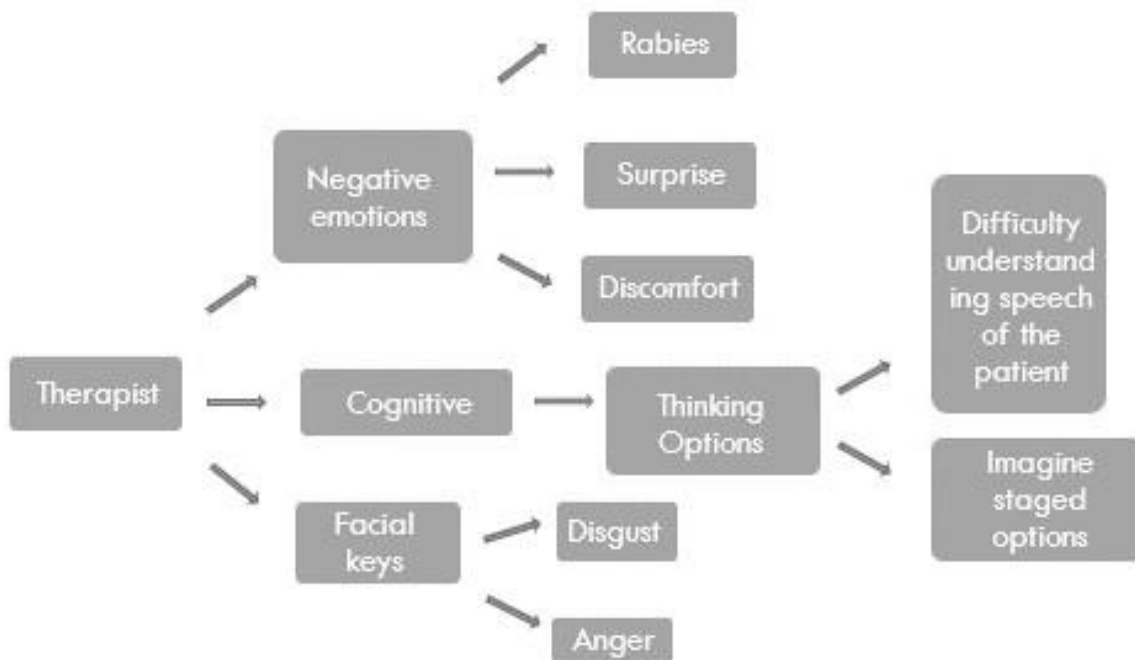 Rabies
Negative
emotions
Surprise
Discomfort
Difficulty
understand
ing speech
of the
patient
Therapist
Cognitive
Thinking
Options
Imagine
staged
options
Facial
keys
Disgust
Anger